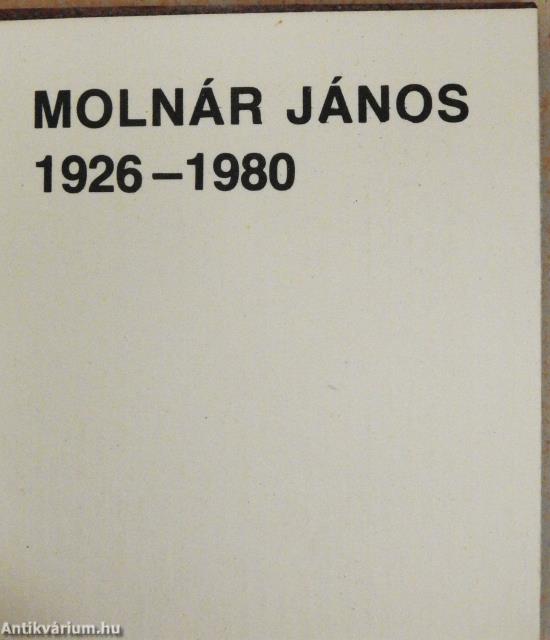 MOLNÁR JÁNOS
1926–1980
Antikvárium.hu